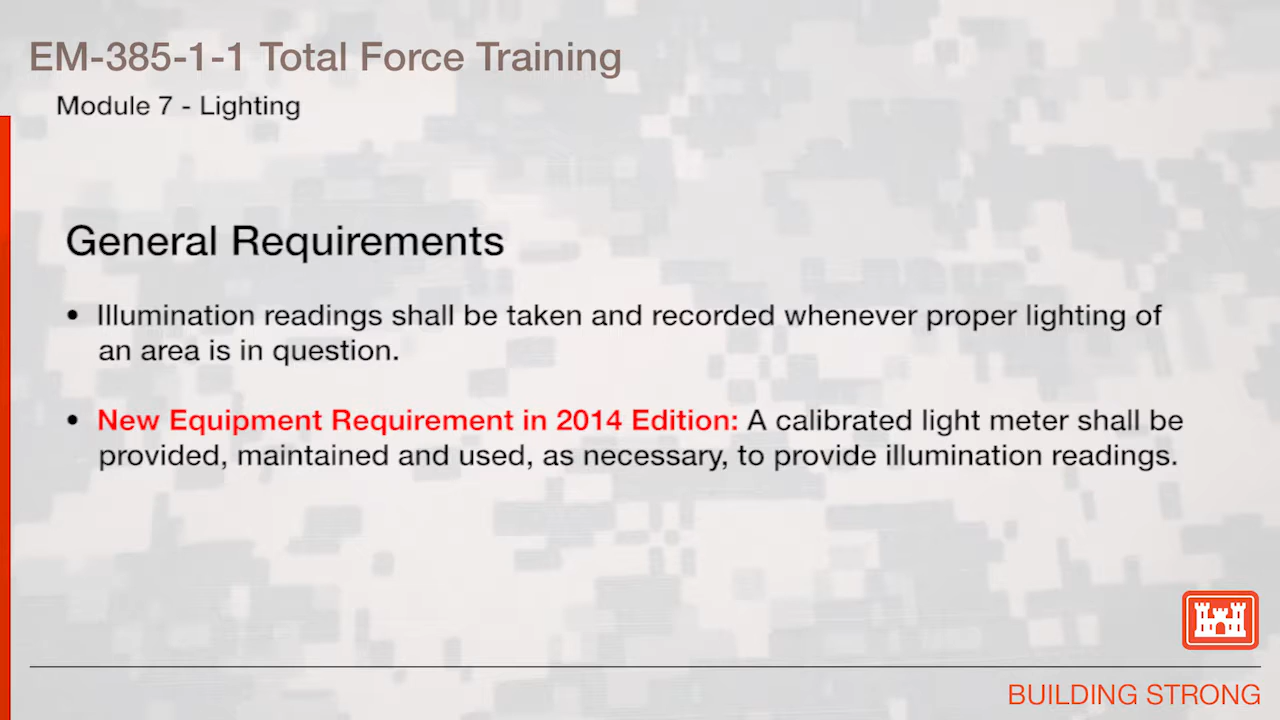 EM-385-1-1 Total Force Training
Module 7 - Lighting
General Requirements
• Illumination readings shall be taken and recorded whenever proper lighting of
an area is in question.
• New Equipment Requirement in 2014 Edition: A calibrated light meter shall be
provided, maintained and used, as necessary, to provide illumination readings.
BUILDING STRONG